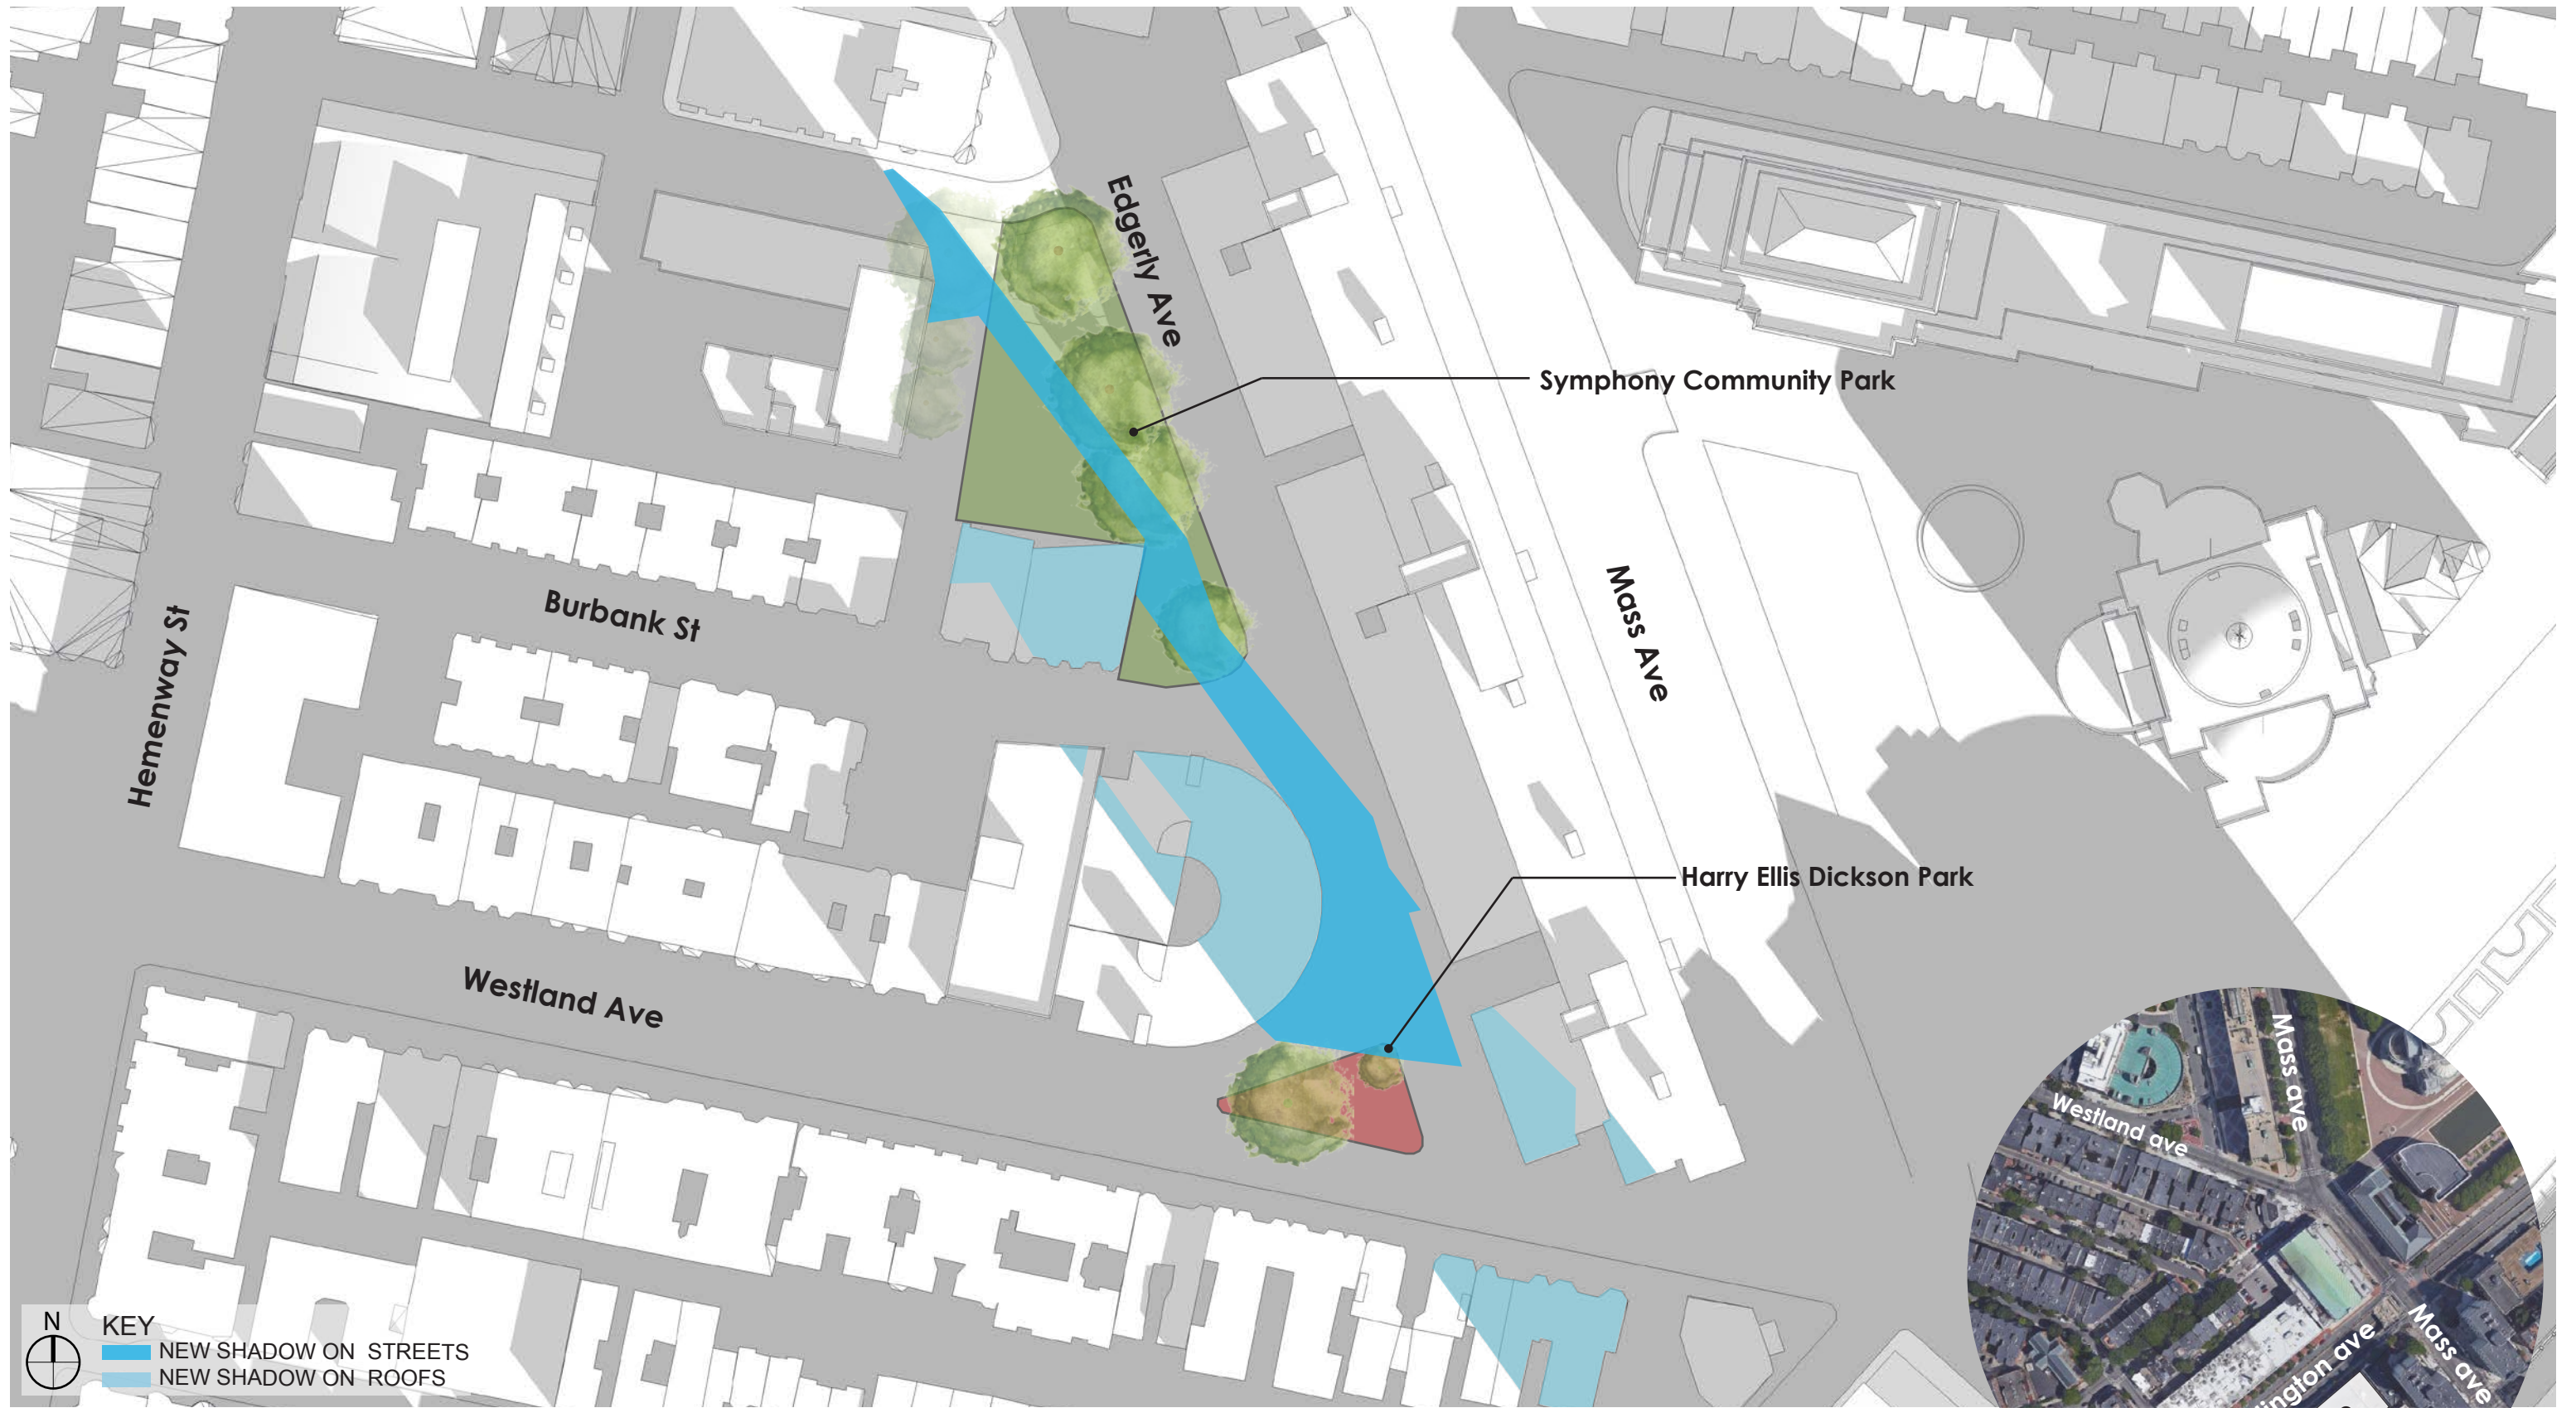 Edgerly Ave
Symphony Community Park
Burbank St
Mass Ave
Hemenway St
Harry Ellis Dickson Park
Westland Ave
N
KEY
NEW SHADOW ON STREETS
NEW SHADOW ON ROOFS
Mass ave
Westland ave
Mass ave